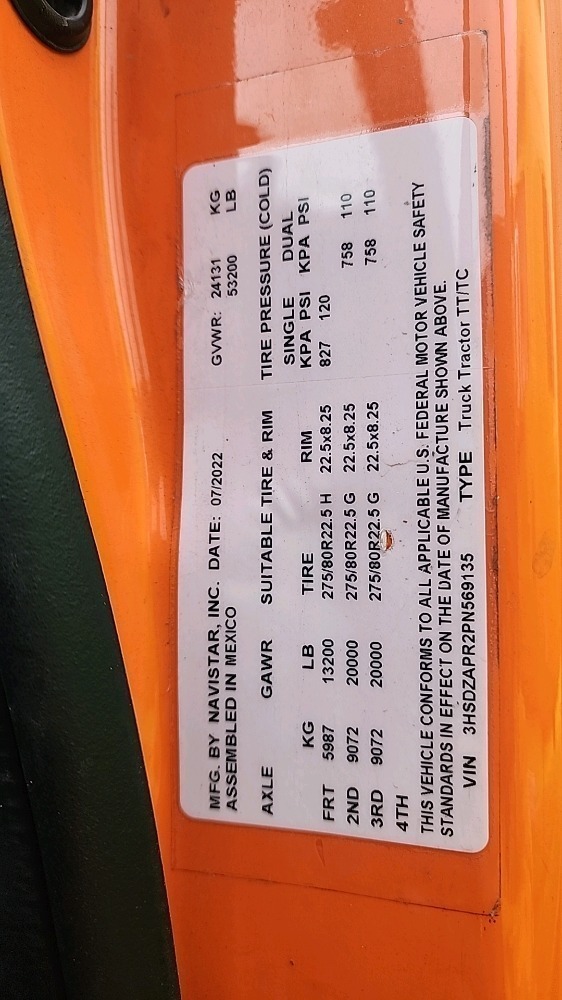 MFG. BY NAVISTAR, INC. DATE: 07/2022 GVWR: 24131 KG
ASSEMBLED IN MEXICO 53200 LB
AXLE GAWR SUITABLE TIRE & RIM TIRE PRESSURE (COLD)
SINGLE DUAL
KG LB TIRE RIM KPA PSI KPA PSI
FRT 5987 13200 275/80R22.5 H 22.5x8.25 827 120
2ND 9072 20000 275/80R22.5 G 22.5x8.25 758 110
3RD 9072 20000 275/80R22.5 G 22.5x8.25 758 110
4TH
THIS VEHICLE CONFORMS TO ALL APPLICABLE U.S. FEDERAL MOTOR VEHICLE SAFETY
STANDARDS IN EFFECT ON THE DATE OF MANUFACTURE SHOWN ABOVE.
VIN 3HSDZAPR2PN569135 TYPE Truck Tractor TT/TC